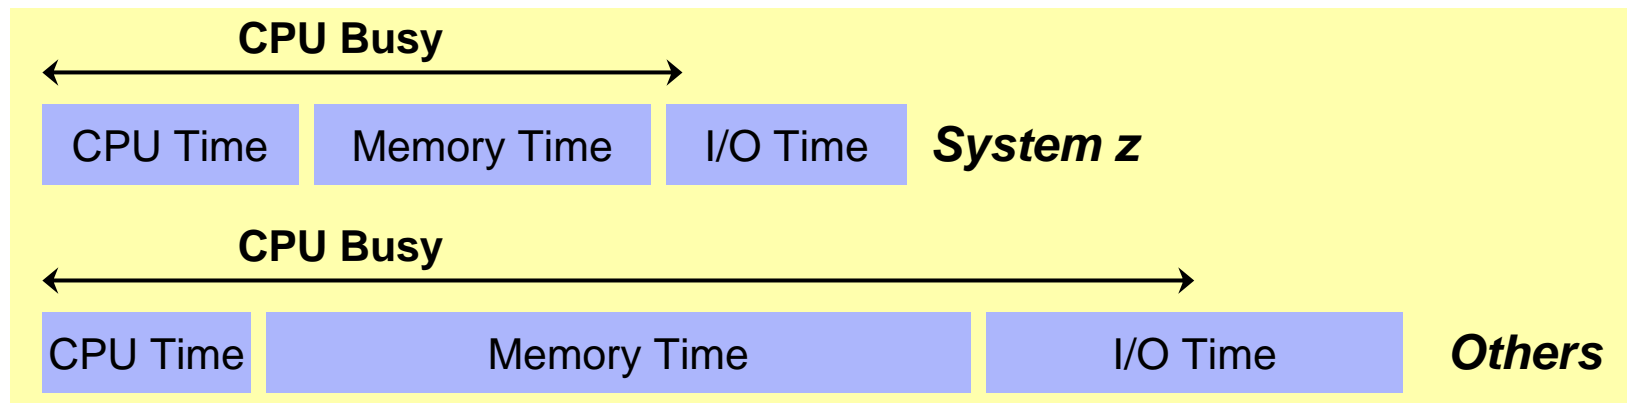 CPU Busy
CPU Time Memory Time I/O Time System z
CPU Busy
CPU Time Memory Time I/O Time Others